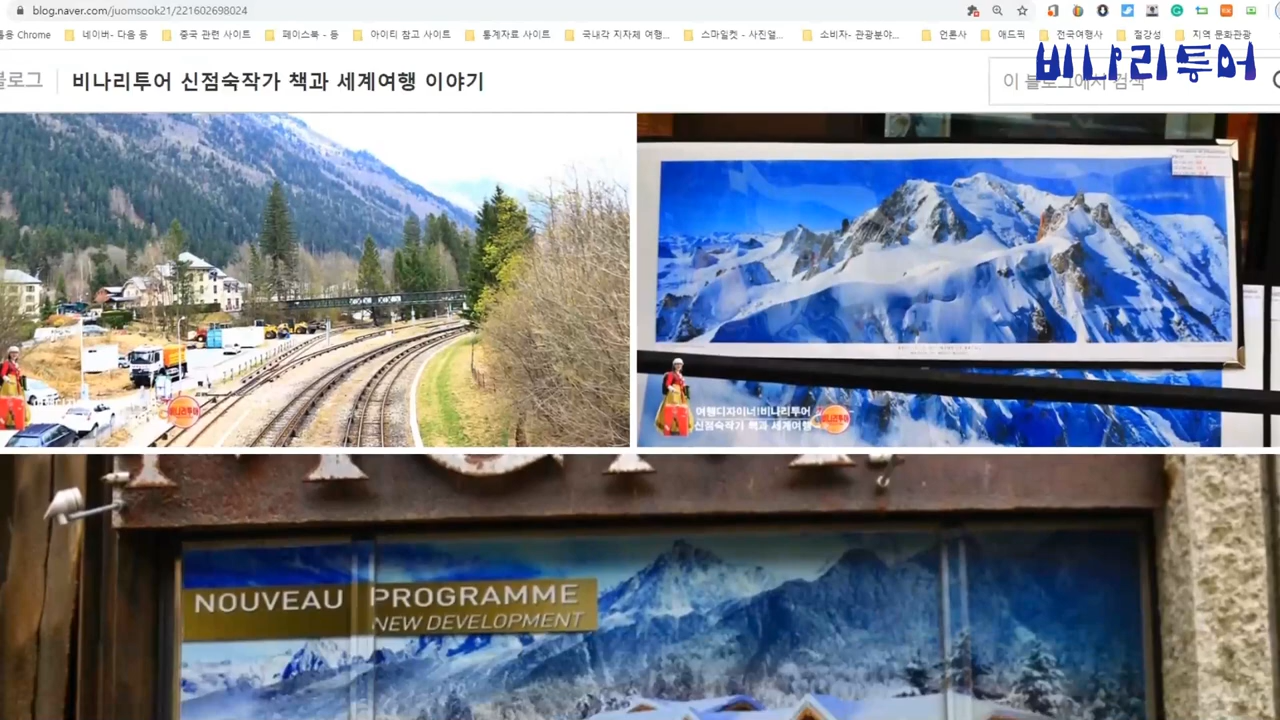 blog.naver.com/juomsook21/221602698024
Chrome
네이버- 다음 등
중국 관련 사이트
페이스북 - 등
아이티 참고 사이트
통계자료 사이트
국내각 지자체 여행...
스마일켓 - 사진엘...
소비자- 관광분야...
언론사
애드픽
전국여행사
점강성
지역 문화관광
블로그
비나리투어 신점숙작가 책과 세계여행 이야기
이 블로그에서 검색
비나리투어
비나리투어
여행디자이너!비나리투어
신점숙작가 책과 세계여행
비나리투어
NOUVEAU PROGRAMME
NEW DEVELOPMENT